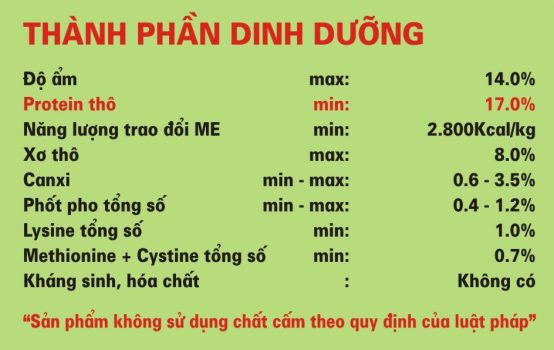 THÀNH PHẦN DINH DƯỠNG
Độ ẩm max: 14.0%
Protein thô min: 17.0%
Năng lượng trao đổi ME min: 2.800Kcal/kg
Xơ thô max: 8.0%
Canxi min - max: 0.6 - 3.5%
Phốt pho tổng số min - max: 0.4 - 1.2%
Lysine tổng số min: 1.0%
Methionine + Cystine tổng số min: 0.7%
Kháng sinh, hóa chất : Không có
“Sản phẩm không sử dụng chất cấm theo quy định của luật pháp”